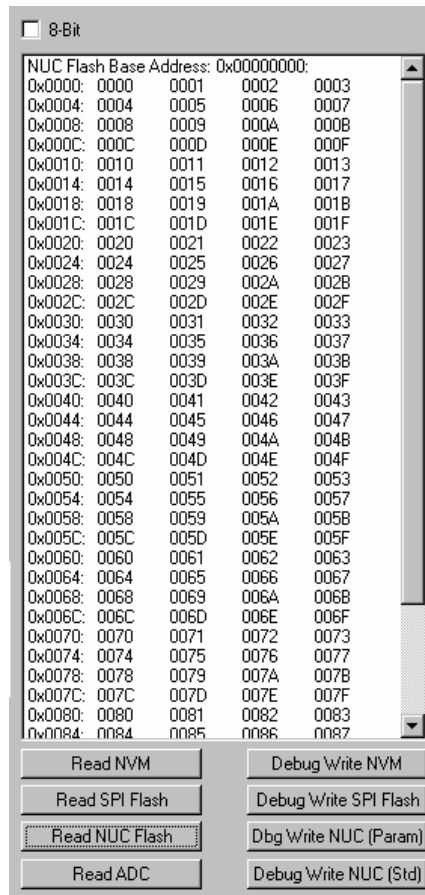 8-Bit
NUC Flash Base Address: 0x00000000:
0x0000: 0000 0001 0002 0003
0x0004: 0004 0005 0006 0007
0x0008: 0008 0009 000A 000B
0x000C: 000C 000D 000E 000F
0x0010: 0010 0011 0012 0013
0x0014: 0014 0015 0016 0017
0x0018: 0018 0019 001A 001B
0x001C: 001C 001D 001E 001F
0x0020: 0020 0021 0022 0023
0x0024: 0024 0025 0026 0027
0x0028: 0028 0029 002A 002B
0x002C: 002C 002D 002E 002F
0x0030: 0030 0031 0032 0033
0x0034: 0034 0035 0036 0037
0x0038: 0038 0039 003A 003B
0x003C: 003C 003D 003E 003F
0x0040: 0040 0041 0042 0043
0x0044: 0044 0045 0046 0047
0x0048: 0048 0049 004A 004B
0x004C: 004C 004D 004E 004F
0x0050: 0050 0051 0052 0053
0x0054: 0054 0055 0056 0057
0x0058: 0058 0059 005A 005B
0x005C: 005C 005D 005E 005F
0x0060: 0060 0061 0062 0063
0x0064: 0064 0065 0066 0067
0x0068: 0068 0069 006A 006B
0x006C: 006C 006D 006E 006F
0x0070: 0070 0071 0072 0073
0x0074: 0074 0075 0076 0077
0x0078: 0078 0079 007A 007B
0x007C: 007C 007D 007E 007F
0x0080: 0080 0081 0082 0083
0x0084: 0084 0085 0086 0087
Read NVM Debug Write NVM
Read SPI Flash Debug Write SPI Flash
Read NUC Flash Dbg Write NUC (Param)
Read ADC Debug Write NUC (Std)